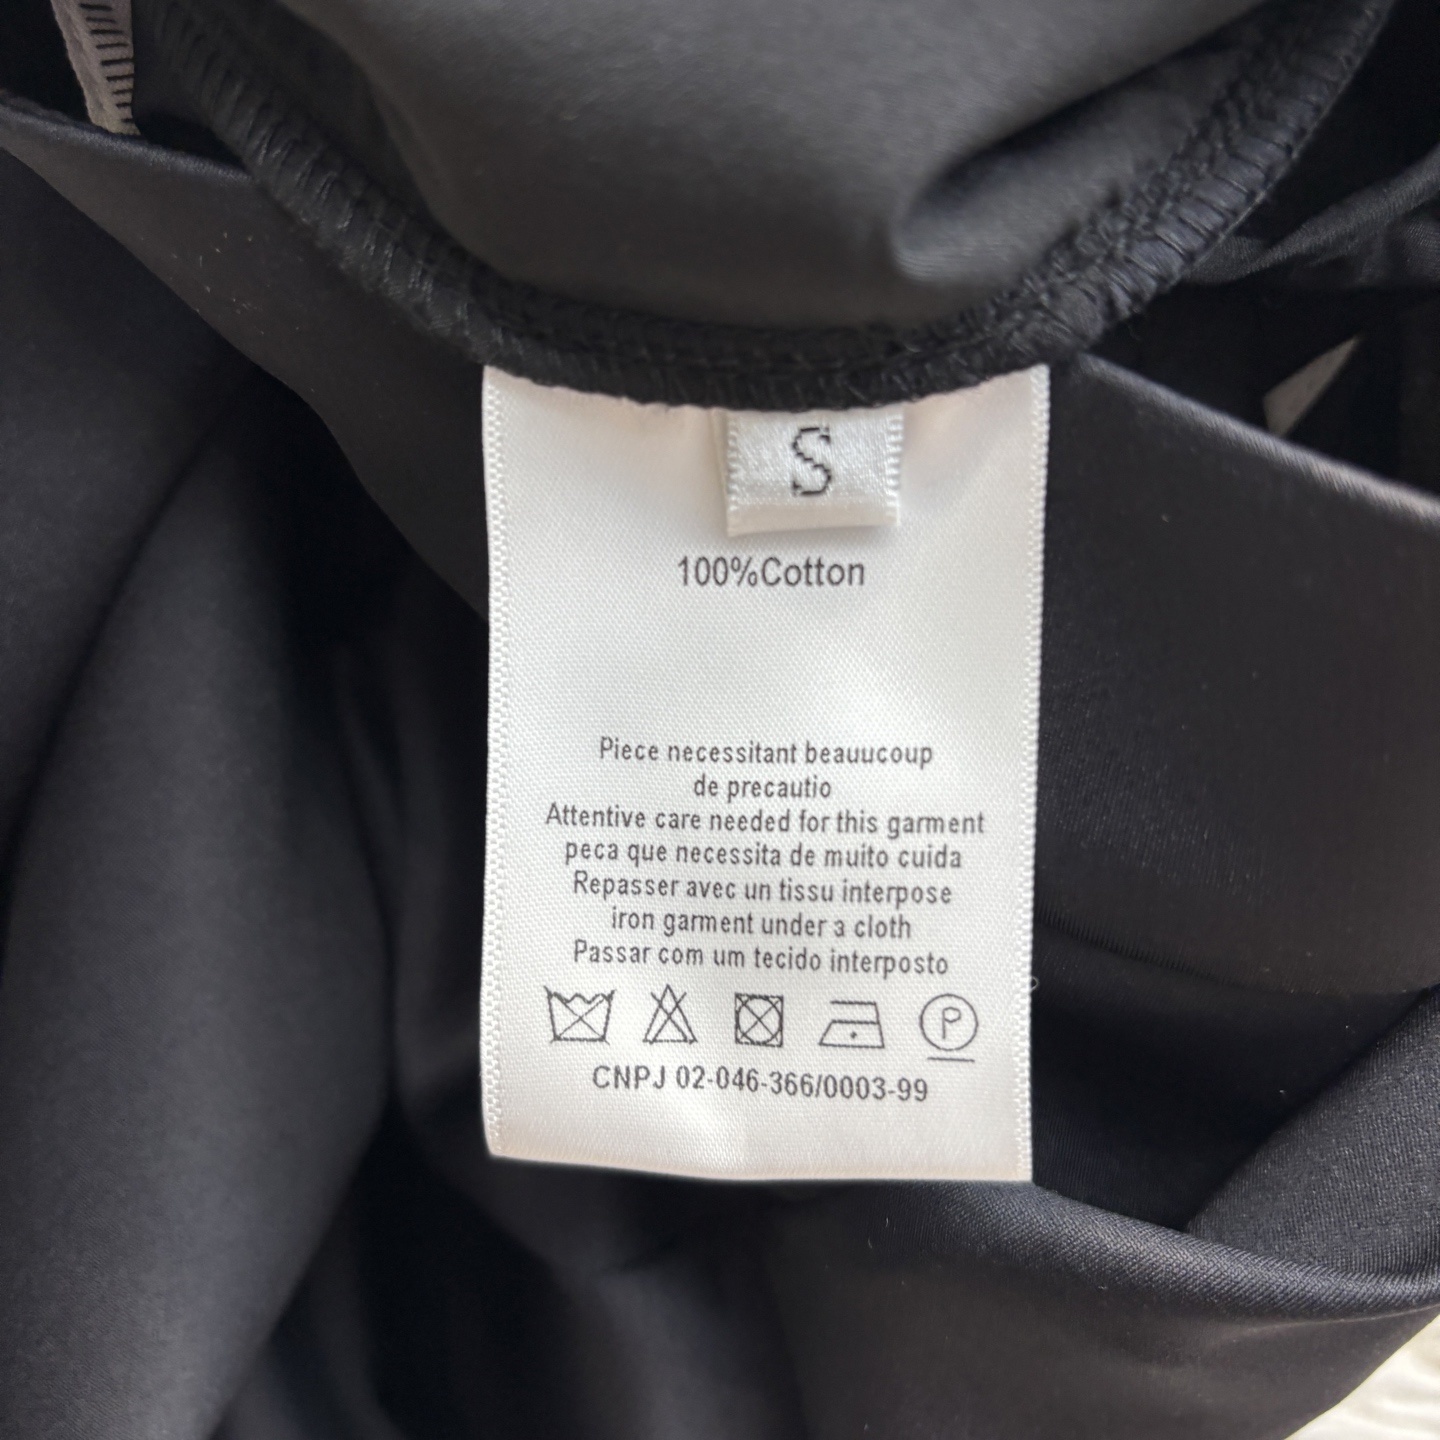 S
100%Cotton
Piece necessitant beauucoup
de precautio
Attentive care needed for this garment
peca que necessita de muito cuida
Repasser avec un tissu interpose
iron garment under a cloth
Passar com um tecido interposto
P
CNPJ 02-046-366/0003-99